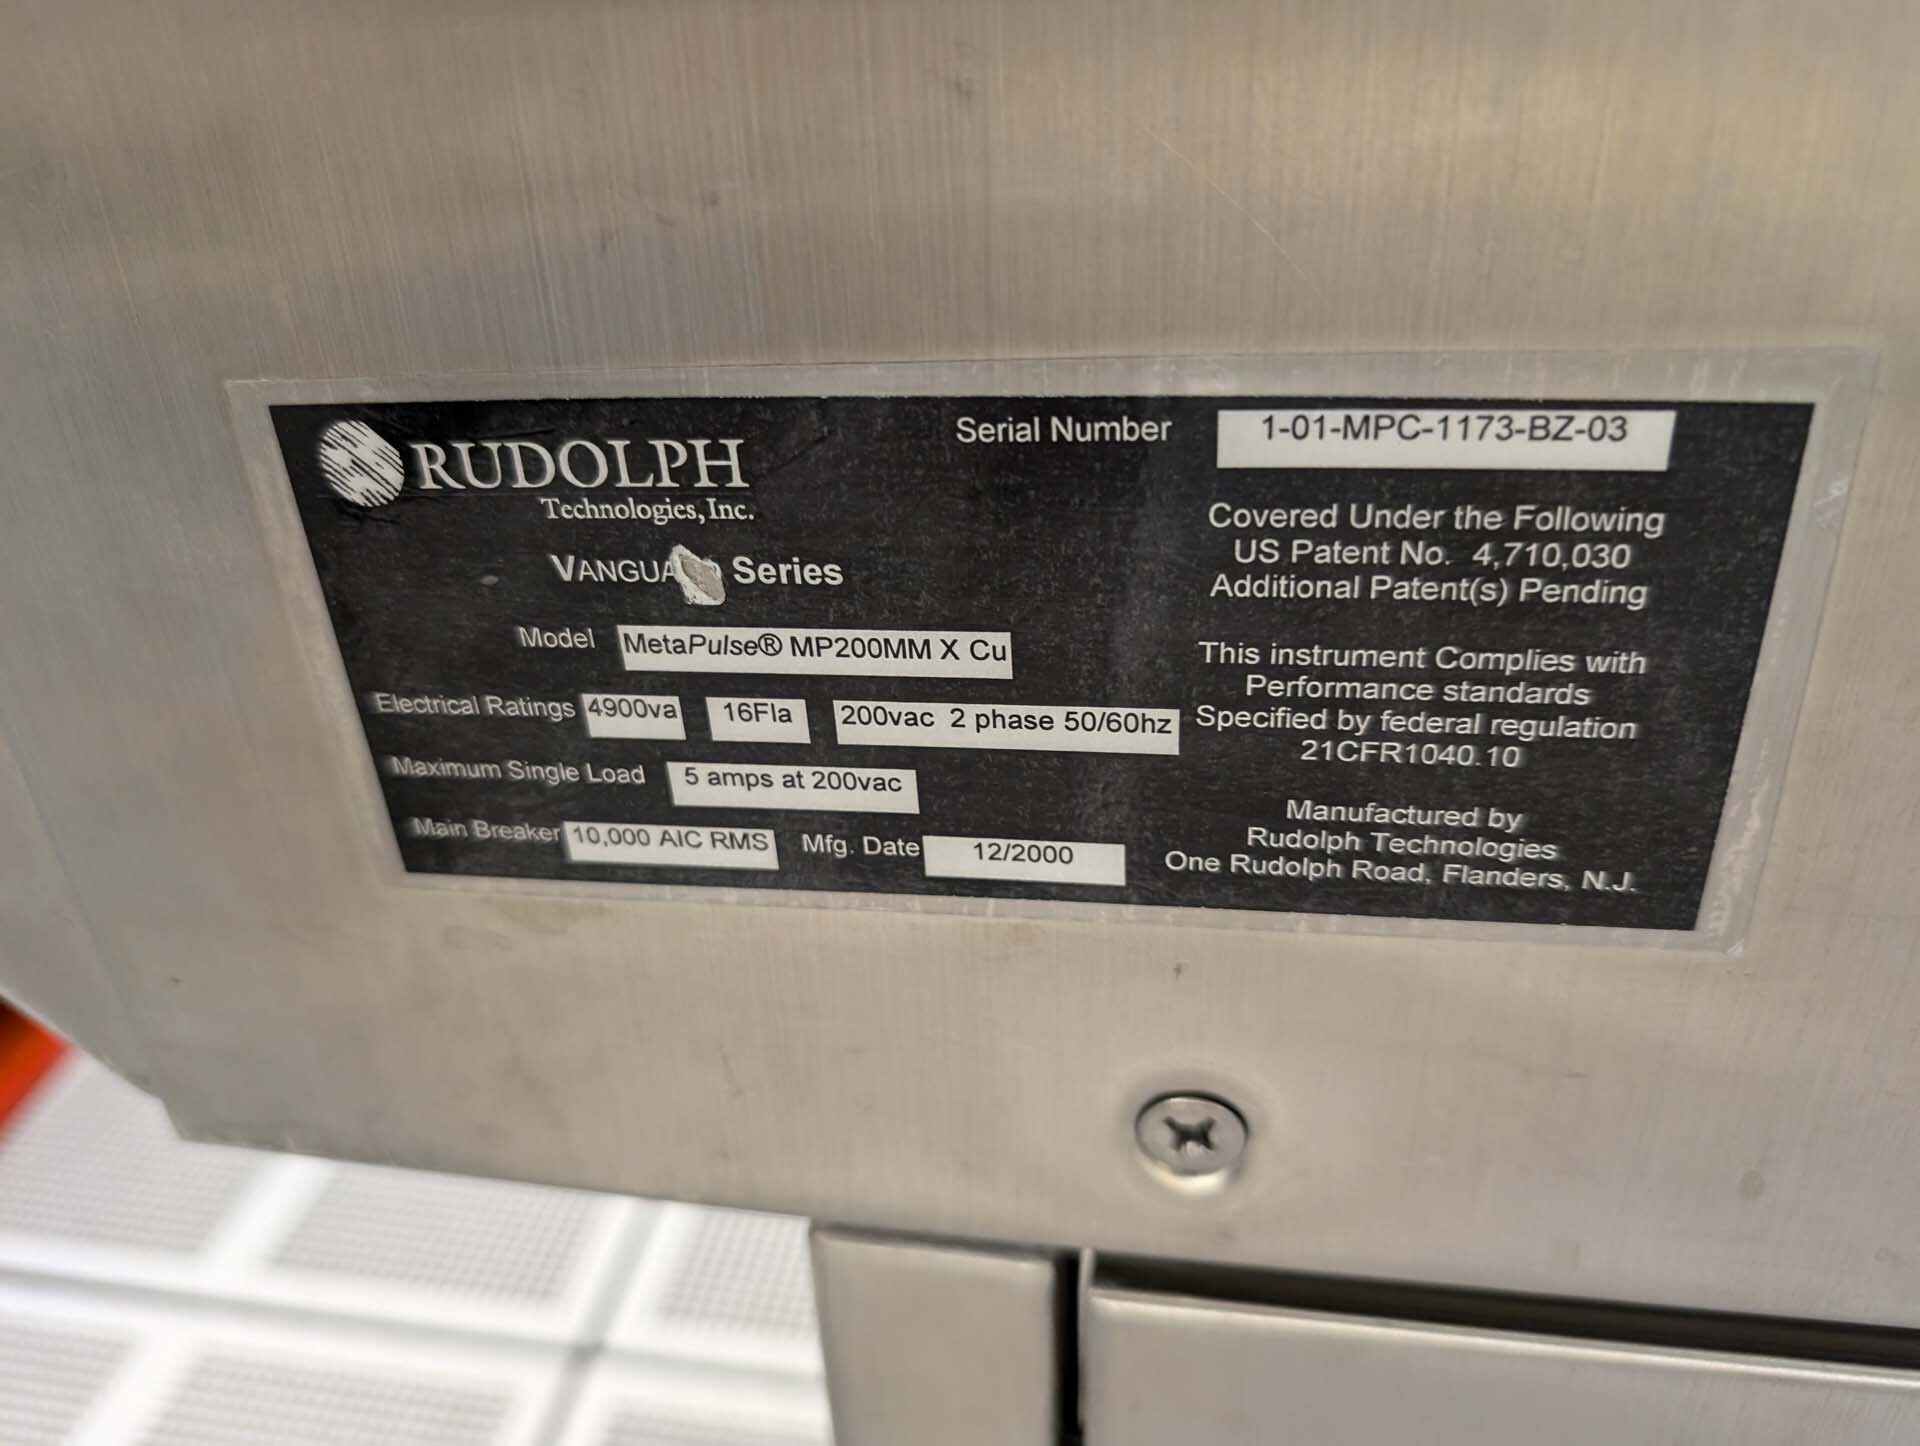 RUDOLPH
Technologies, Inc.
Series
Model MetaPulse® MP200MM X Cu
Electrical Ratings 4900va 16Fla 200vac 2 phase 50/60hz
Maximum Single Load 5 amps at 200vac
Main Breaker 10,000 AIC RMS Mfg. Date 12/2000
Serial Number 1-01-MPC-1173-BZ-03
Covered Under the Following
US Patent No. 4,710,030
Additional Patent(s) Pending
This instrument Complies with
Performance standards
Specified by federal regulation
21CFR1040.10
Manufactured by
Rudolph Technologies
One Rudolph Road, Flanders, N.J.